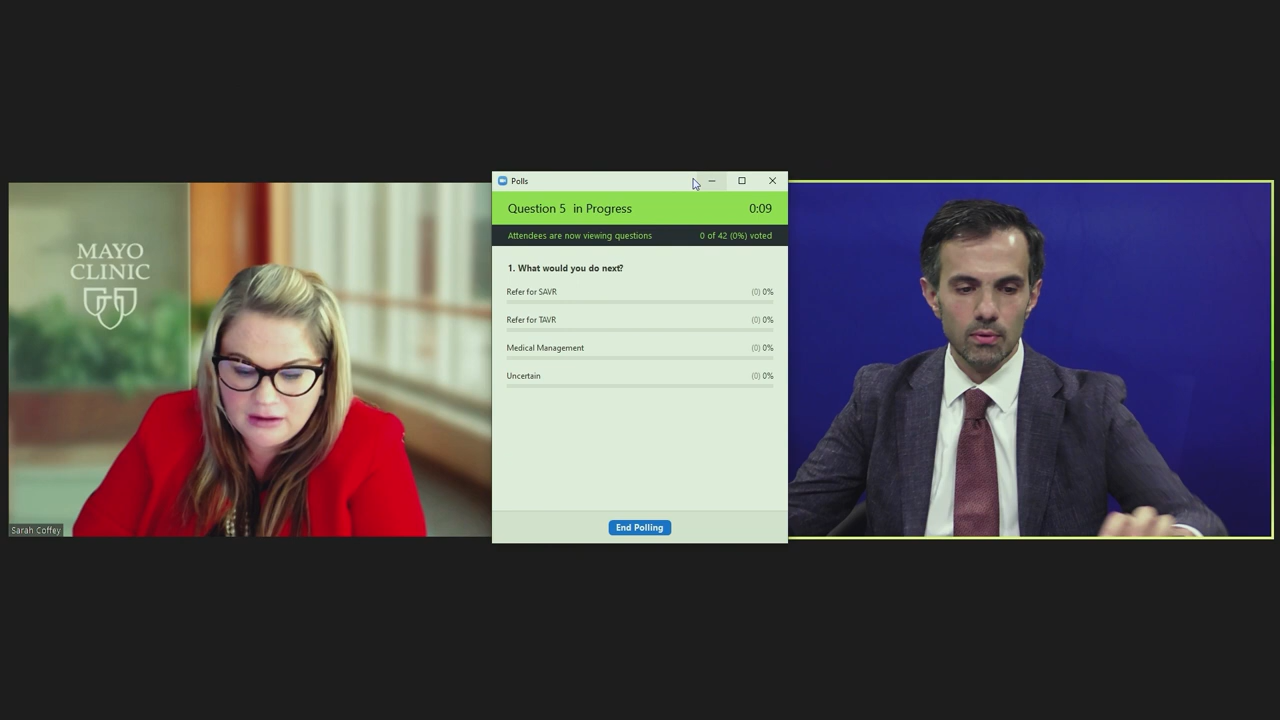 MAYO
CLINIC
Sarah Coffey
Polls
Question 5 in Progress 0:09
Attendees are now viewing questions 0 of 42 (0%) voted
1. What would you do next?
Refer for SAVR (0) 0%
Refer for TAVR (0) 0%
Medical Management (0) 0%
Uncertain (0) 0%
End Polling